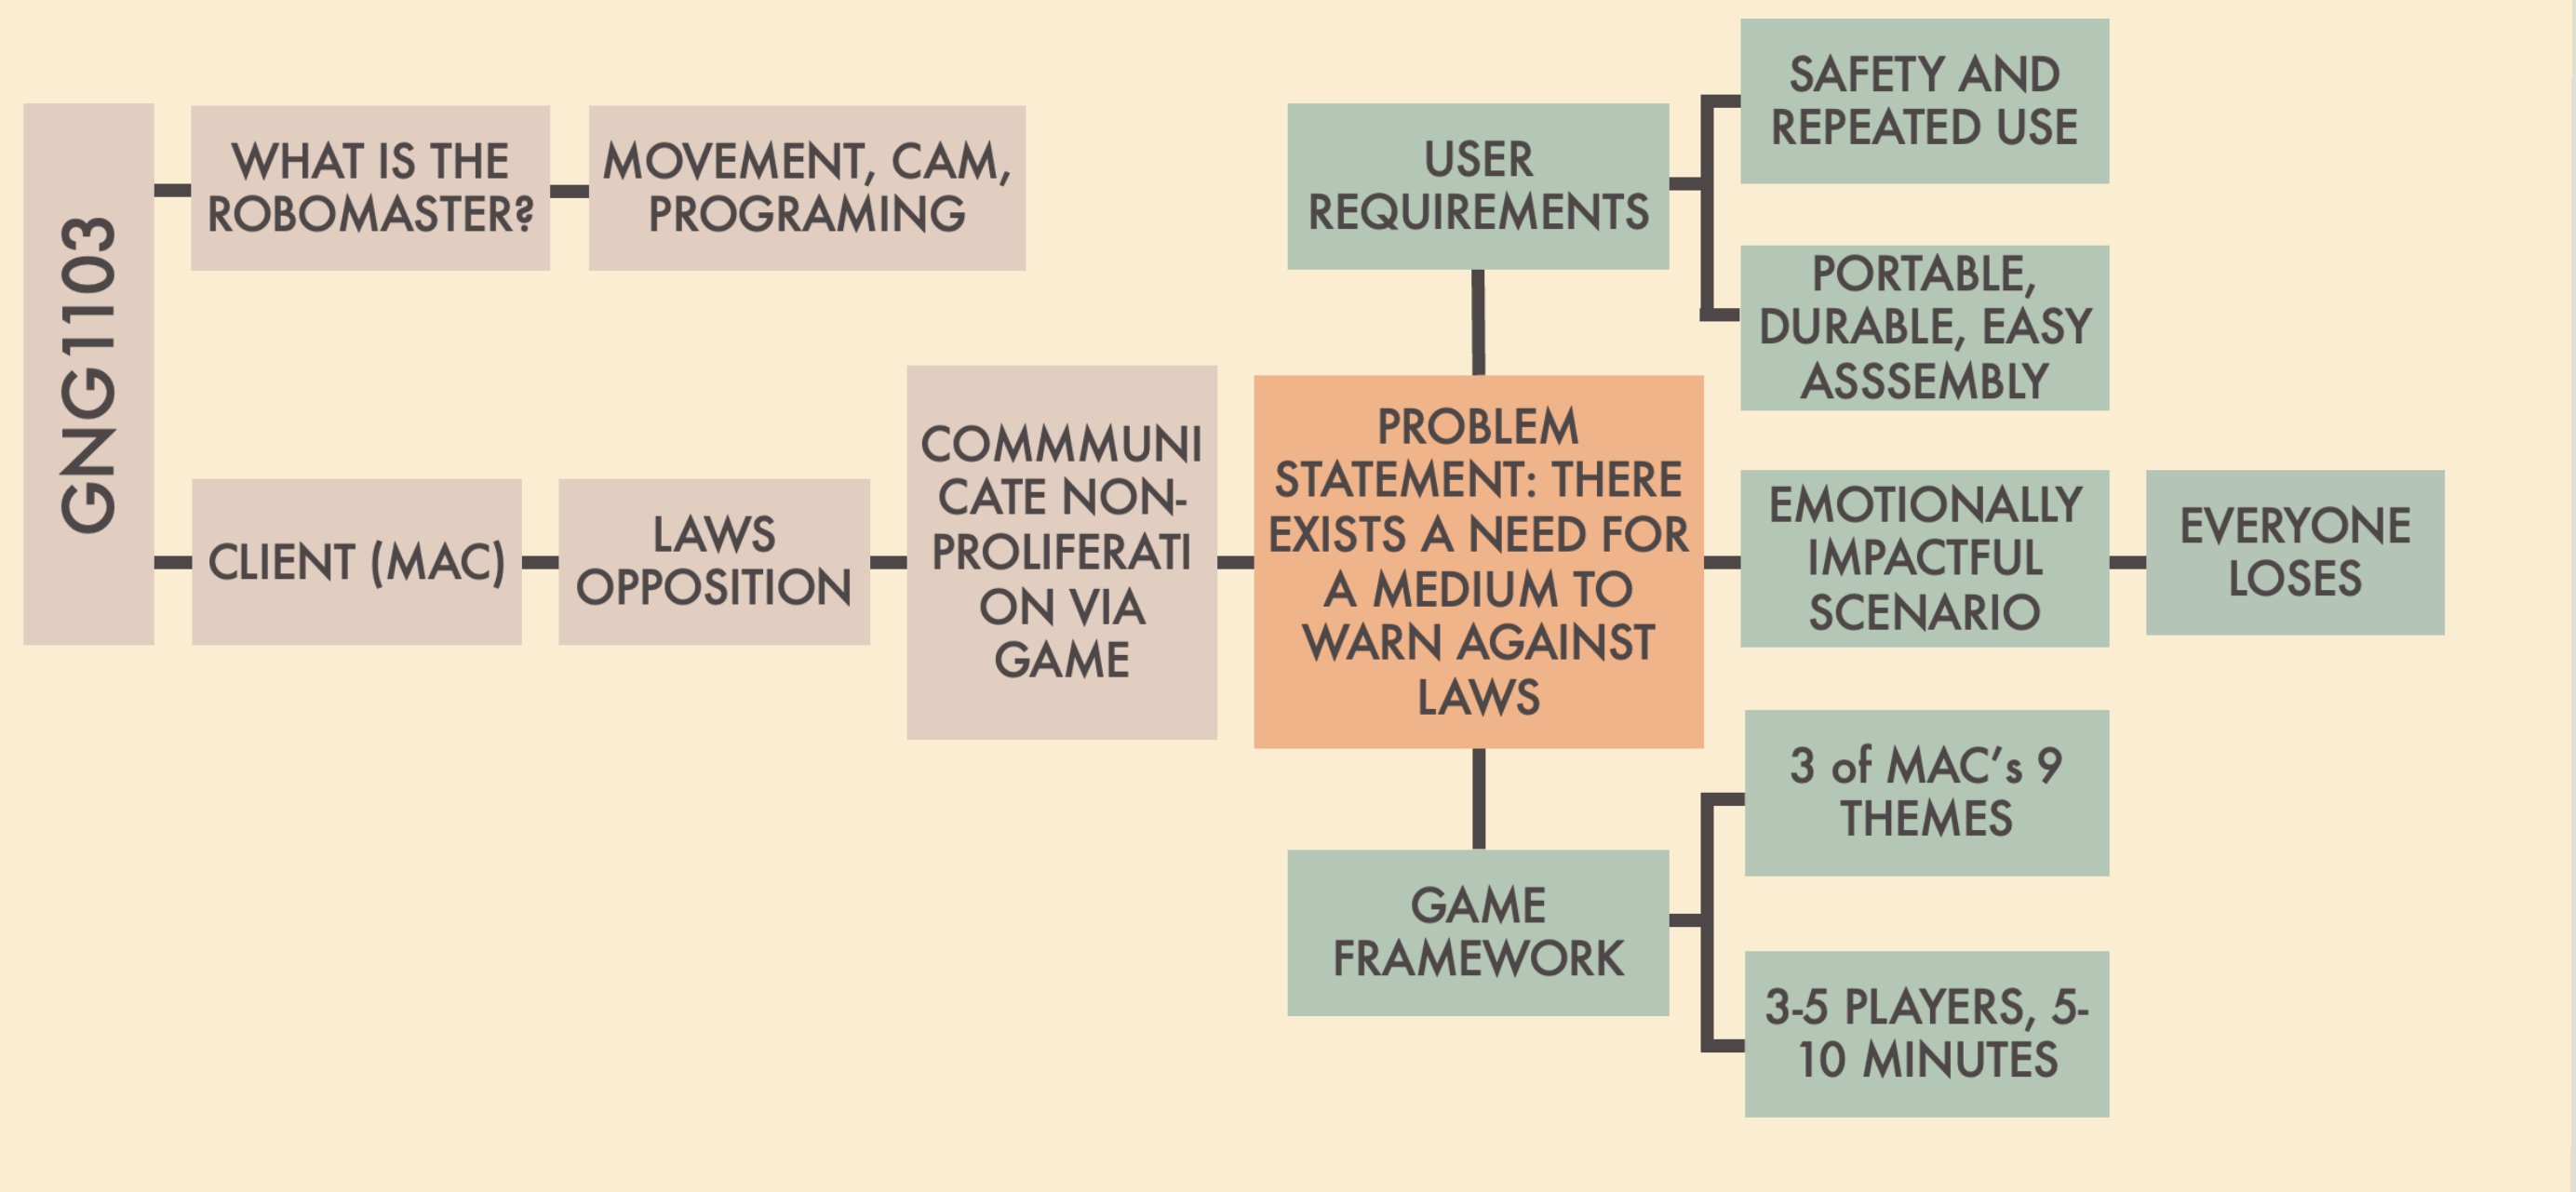 GNG1103
WHAT IS THE
ROBOMASTER?
MOVEMENT, CAM,
PROGRAMING
CLIENT (MAC)
LAWS
OPPOSITION
COMMMUNI
CATE NON-
PROLIFERATI
ON VIA
GAME
PROBLEM
STATEMENT: THERE
EXISTS A NEED FOR
A MEDIUM TO
WARN AGAINST
LAWS
USER
REQUIREMENTS
SAFETY AND
REPEATED USE
PORTABLE,
DURABLE, EASY
ASSSEMBLY
EMOTIONALLY
IMPACTFUL
SCENARIO
EVERYONE
LOSES
GAME
FRAMEWORK
3 of MAC's 9
THEMES
3-5 PLAYERS, 5-
10 MINUTES